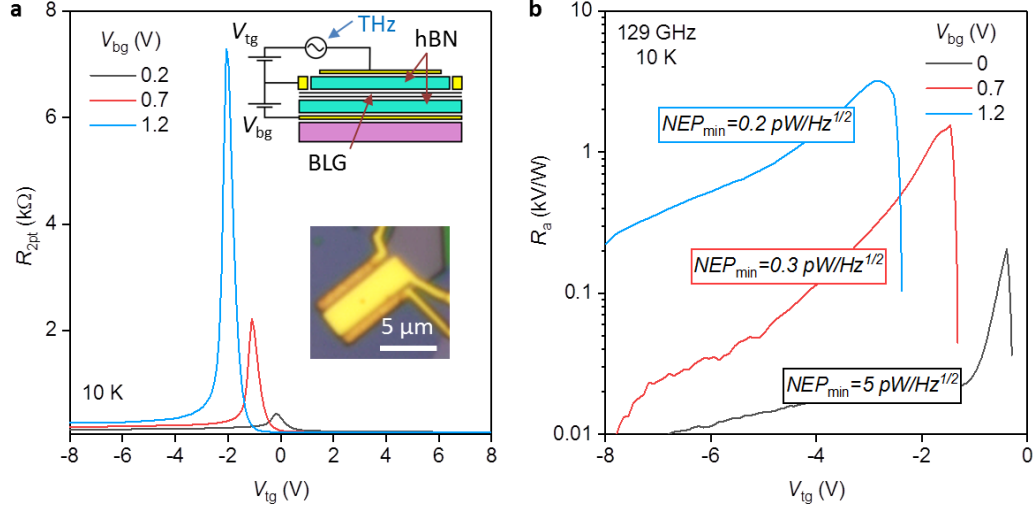 a
V_bg (V)
0.2
0.7
1.2
V_tg
THz
hBN
V_bg
BLG
5 μm
10 K
R_2pt (kΩ)
8
6
4
2
-8 -6 -4 -2 0 2 4 6 8
V_tg (V)
b
129 GHz
10 K
V_bg (V)
0
0.7
1.2
NEP_min=0.2 pW/Hz^1/2
NEP_min=0.3 pW/Hz^1/2
NEP_min=5 pW/Hz^1/2
R_a (kV/W)
10
1
0.1
0.01
-8 -6 -4 -2 0
V_tg (V)